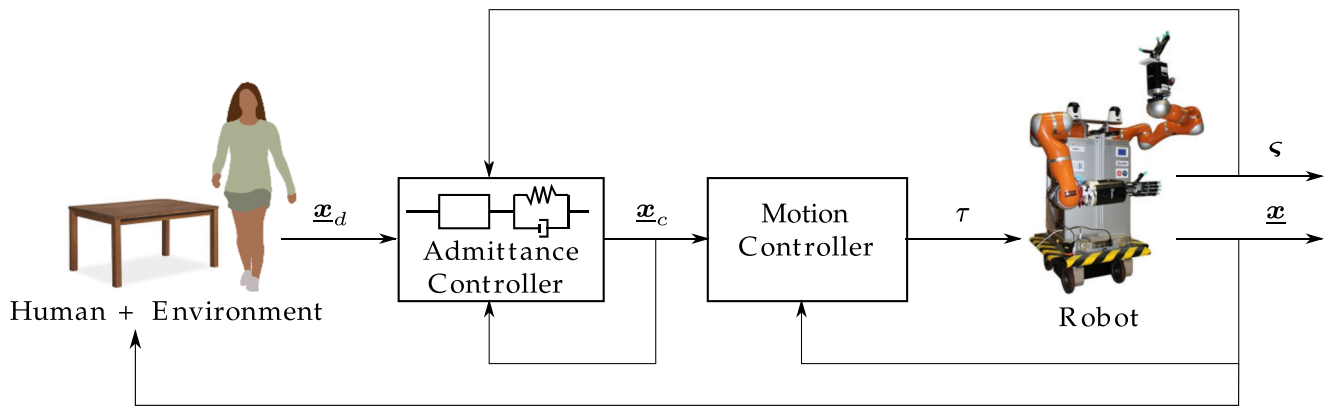 x_d
Admittance
Controller
x_c
Motion
Controller
τ
ς
x
Human + Environment
Robot